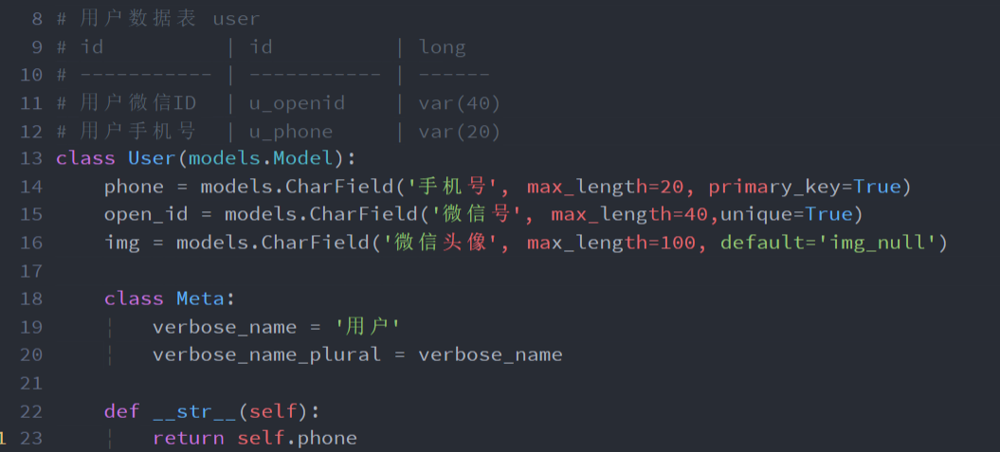 8 # 用户数据表 user
9 # id | id | long
10 # ----------- | ----------- | ------
11 # 用户微信ID | u_openid | var(40)
12 # 用户手机号 | u_phone | var(20)
13 class User(models.Model):
14 phone = models.CharField('手机号', max_length=20, primary_key=True)
15 open_id = models.CharField('微信号', max_length=40,unique=True)
16 img = models.CharField('微信头像', max_length=100, default='img_null')
17
18 class Meta:
19 verbose_name = '用户'
20 verbose_name_plural = verbose_name
21
22 def __str__(self):
1 23 return self.phone